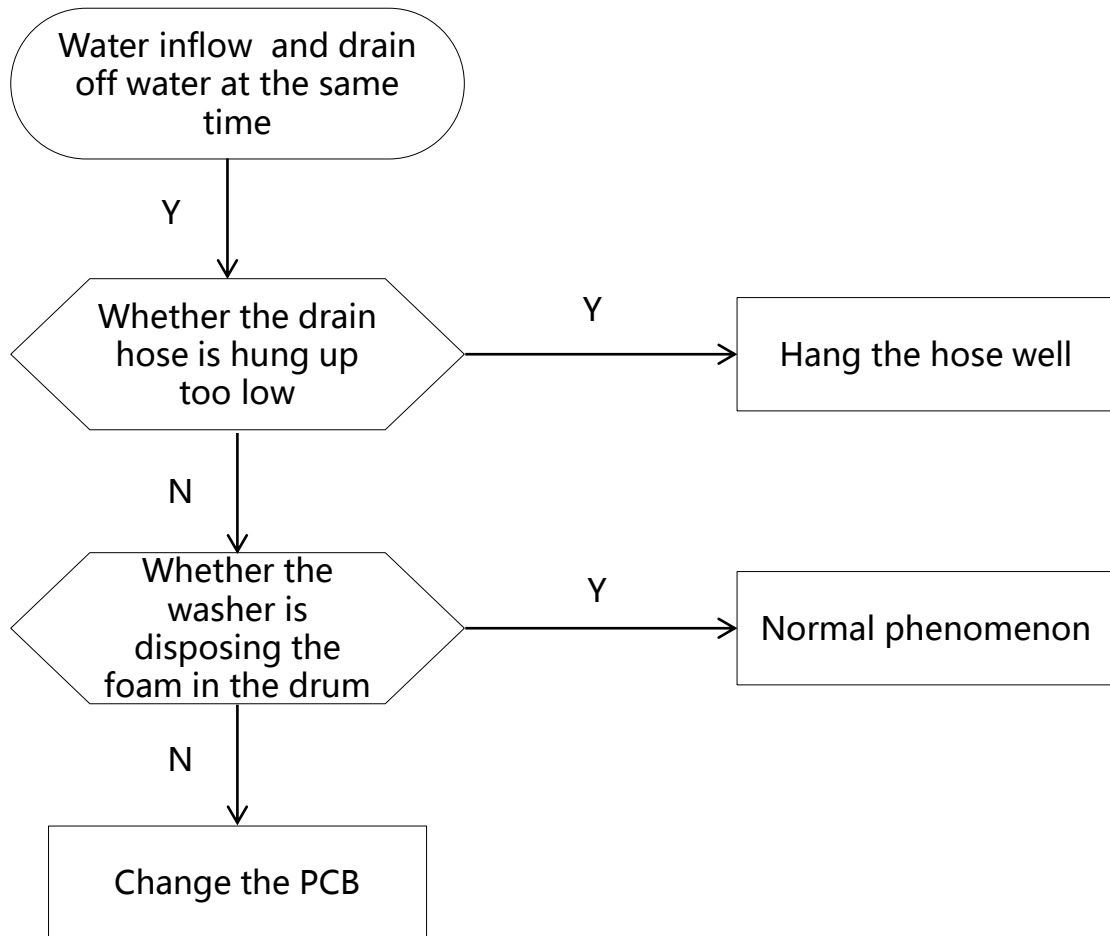 Water inflow  and drain
off water at the same
time
Y
Whether the drain
hose is hung up
too low
Y
Hang the hose well
N
Whether the
washer is
disposing the
foam in the drum
Y
Normal phenomenon
N
Change the PCB